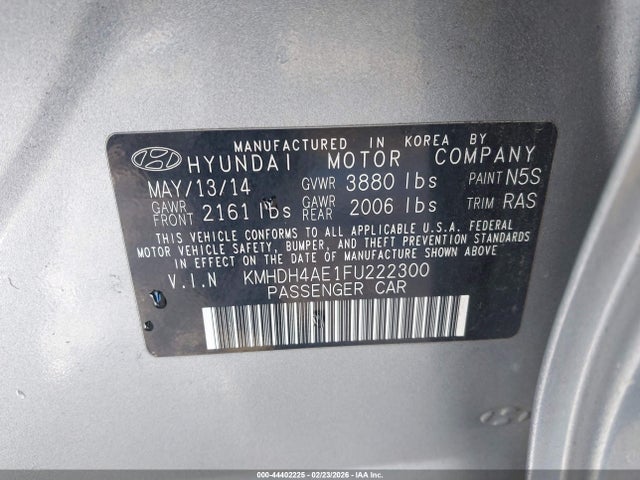 MANUFACTURED IN KOREA BY
HYUNDAI MOTOR COMPANY
MAY/13/14 GVWR 3880 lbs PAINT N5S
GAWR FRONT 2161 lbs GAWR REAR 2006 lbs TRIM RAS
THIS VEHICLE CONFORMS TO ALL APPLICABLE U.S.A. FEDERAL
MOTOR VEHICLE SAFETY, BUMPER, AND THEFT PREVENTION STANDARDS
IN EFFECT ON THE DATE OF MANUFACTURE SHOWN ABOVE.
V.I.N KMHDH4AE1FU222300
PASSENGER CAR
000-44402225 - 02/23/2026 - IAAI.COM